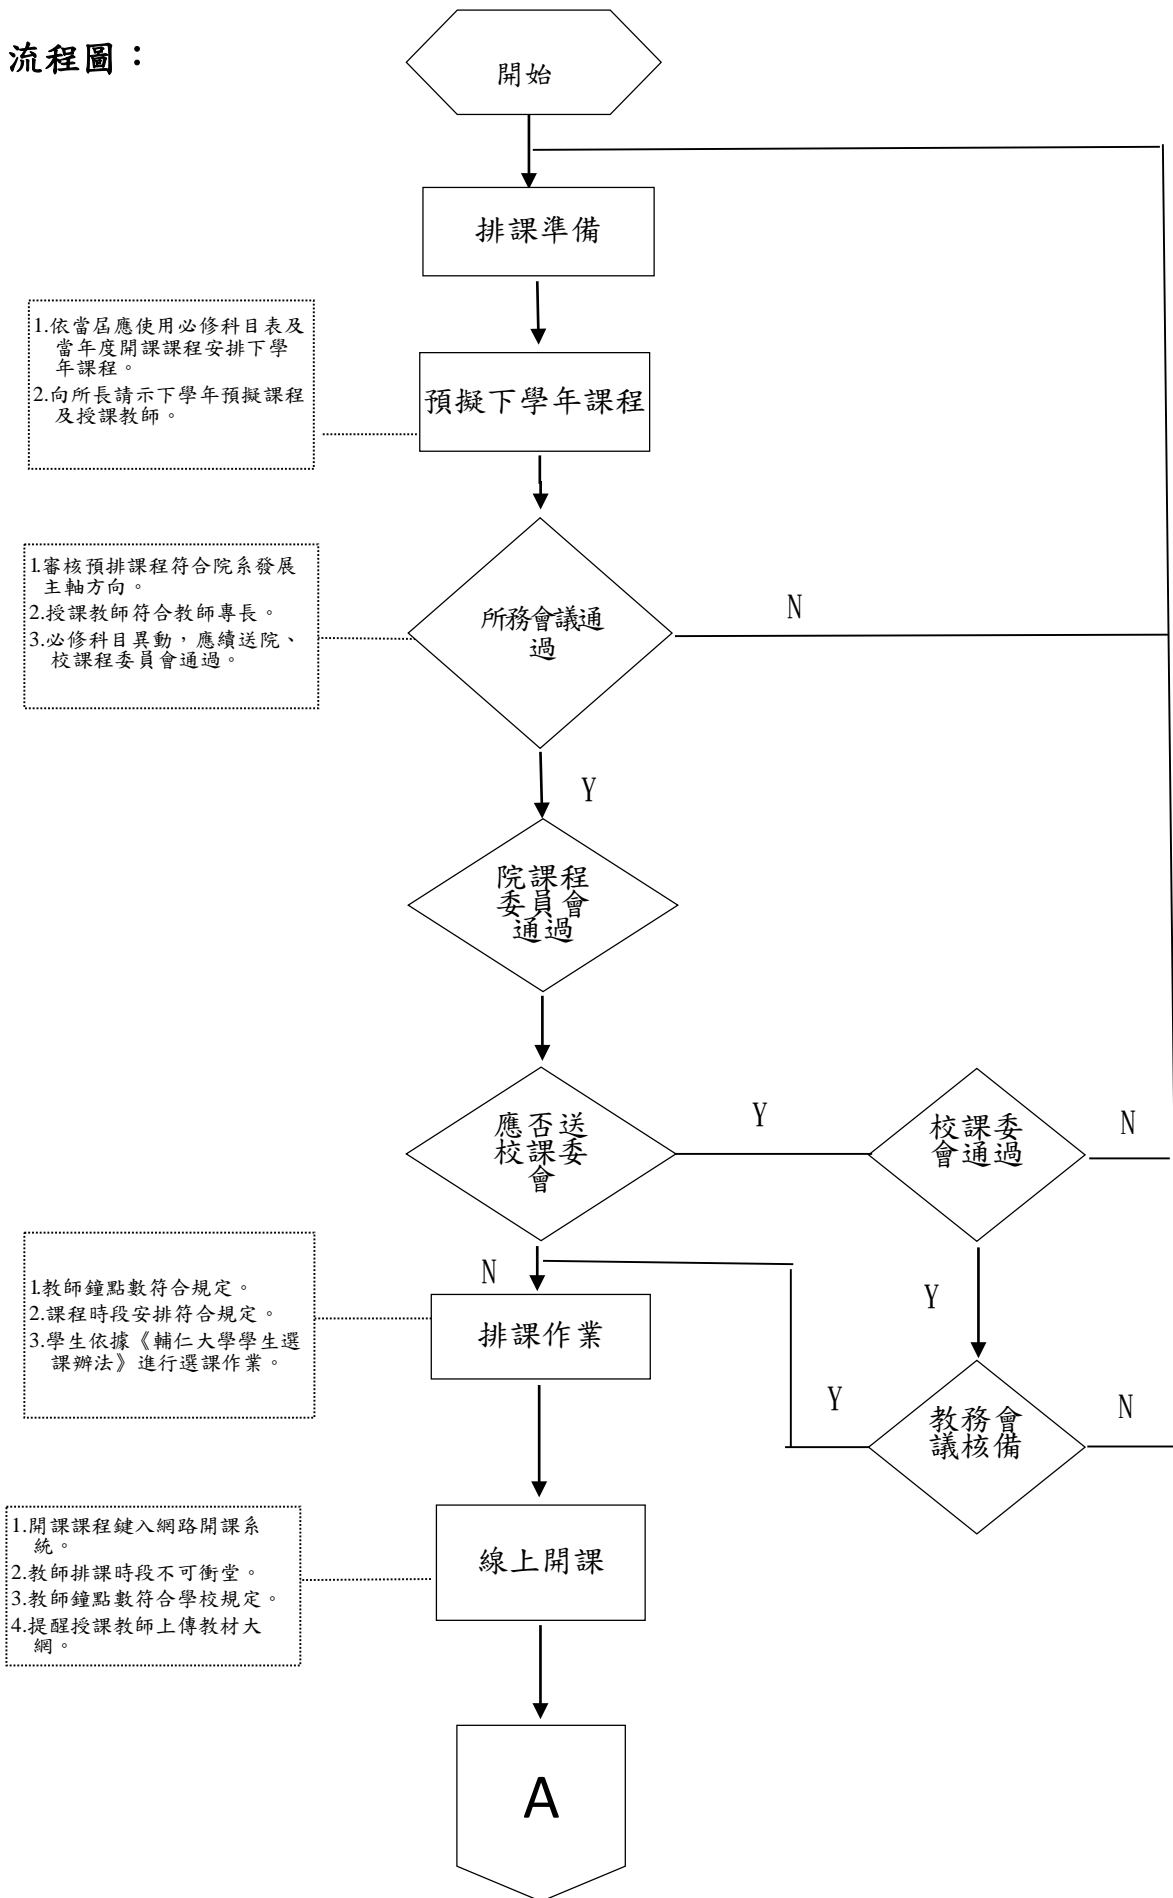 流程圖：
開始
排課準備
1.依當屆應使用必修科目表及
當年度開課課程安排下學
年課程。
2.向所長請示下學年預擬課程
及授課教師。
預擬下學年課程
1.審核預排課程符合院系發展
主軸方向。
2.授課教師符合教師專長。
3.必修科目異動，應續送院、
校課程委員會通過。
所務會議通
過
N
Y
院課程
委員會
通過
應否送
校課委
會
Y
校課委
會通過
N
N
Y
1.教師鐘點數符合規定。
2.課程時段安排符合規定。
3.學生依據《輔仁大學學生選
課辦法》進行選課作業。
排課作業
Y
教務會
議核備
N
1.開課課程鍵入網路開課系
統。
2.教師排課時段不可衝堂。
3.教師鐘點數符合學校規定。
4.提醒授課教師上傳教材大
網。
線上開課
A